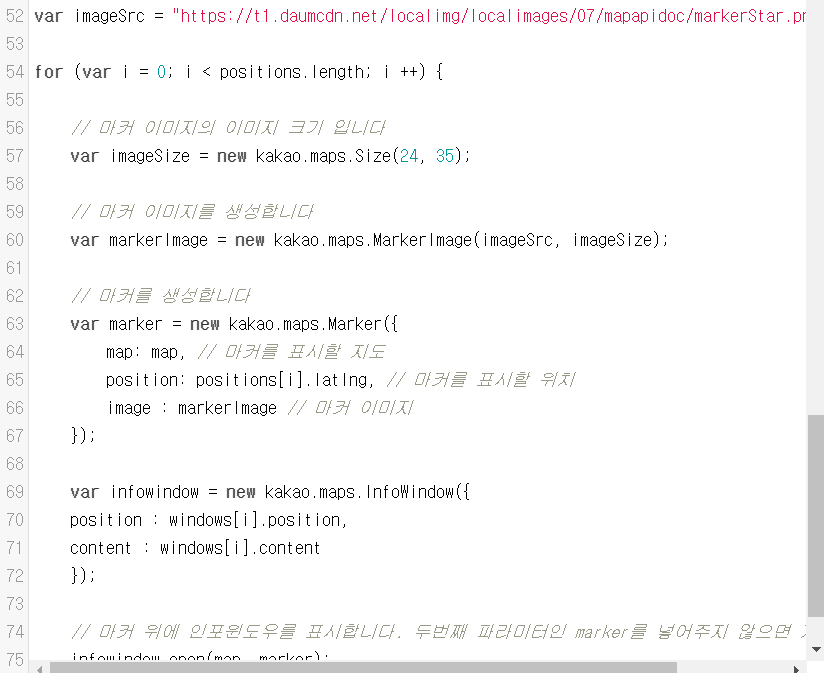 52 var imageSrc = "https://t1.daumcdn.net/localimg/localimages/07/mapapidoc/markerStar.pn
53
54 for (var i = 0; i < positions.length; i ++) {
55
56 // 마커 이미지의 이미지 크기 입니다
57 var imageSize = new kakao.maps.Size(24, 35);
58
59 // 마커 이미지를 생성합니다
60 var markerImage = new kakao.maps.MarkerImage(imageSrc, imageSize);
61
62 // 마커를 생성합니다
63 var marker = new kakao.maps.Marker({
64 map: map, // 마커를 표시할 지도
65 position: positions[i].latlng, // 마커를 표시할 위치
66 image : markerImage // 마커 이미지
67 });
68
69 var infowindow = new kakao.maps.InfoWindow({
70 position : windows[i].position,
71 content : windows[i].content
72 });
73
74 // 마커 위에 인포윈도우를 표시합니다. 두번째 파라미터인 marker를 넣어주지 않으면
75 infowindow.open(map, marker);